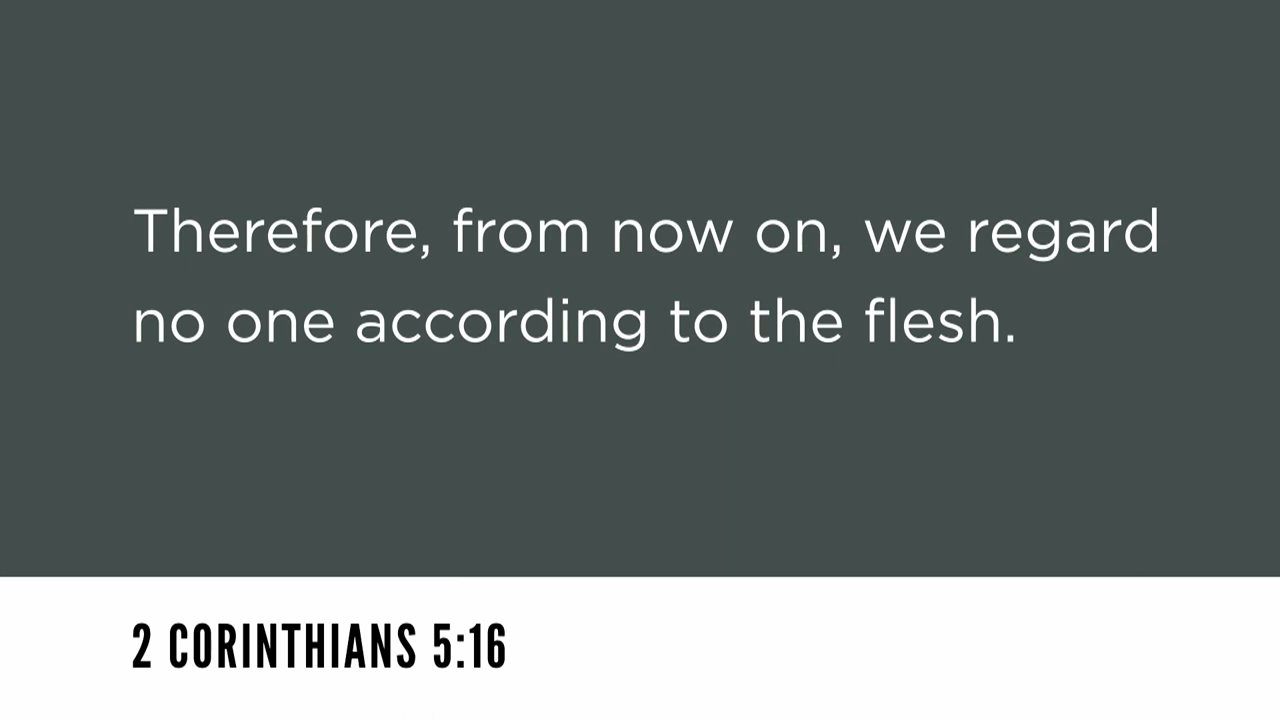 Therefore, from now on, we regard
no one according to the flesh.
2 CORINTHIANS 5:16